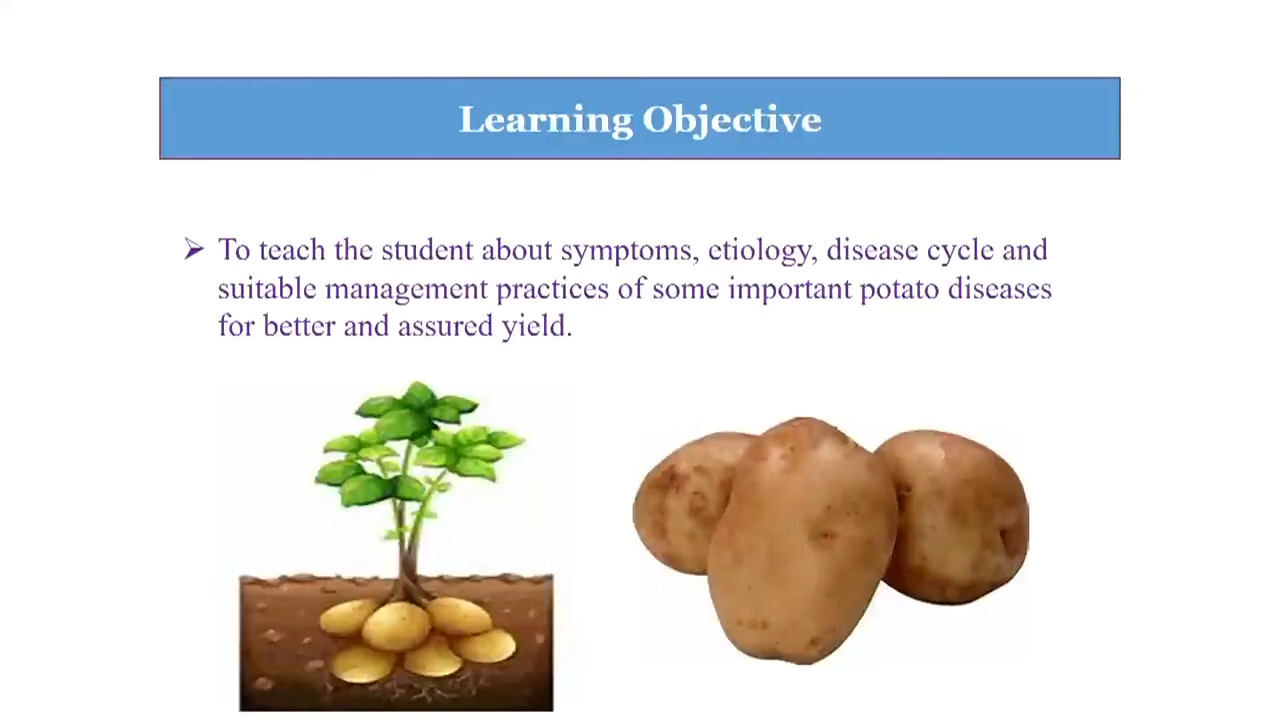 Learning Objective
To teach the student about symptoms, etiology, disease cycle and
suitable management practices of some important potato diseases
for better and assured yield.